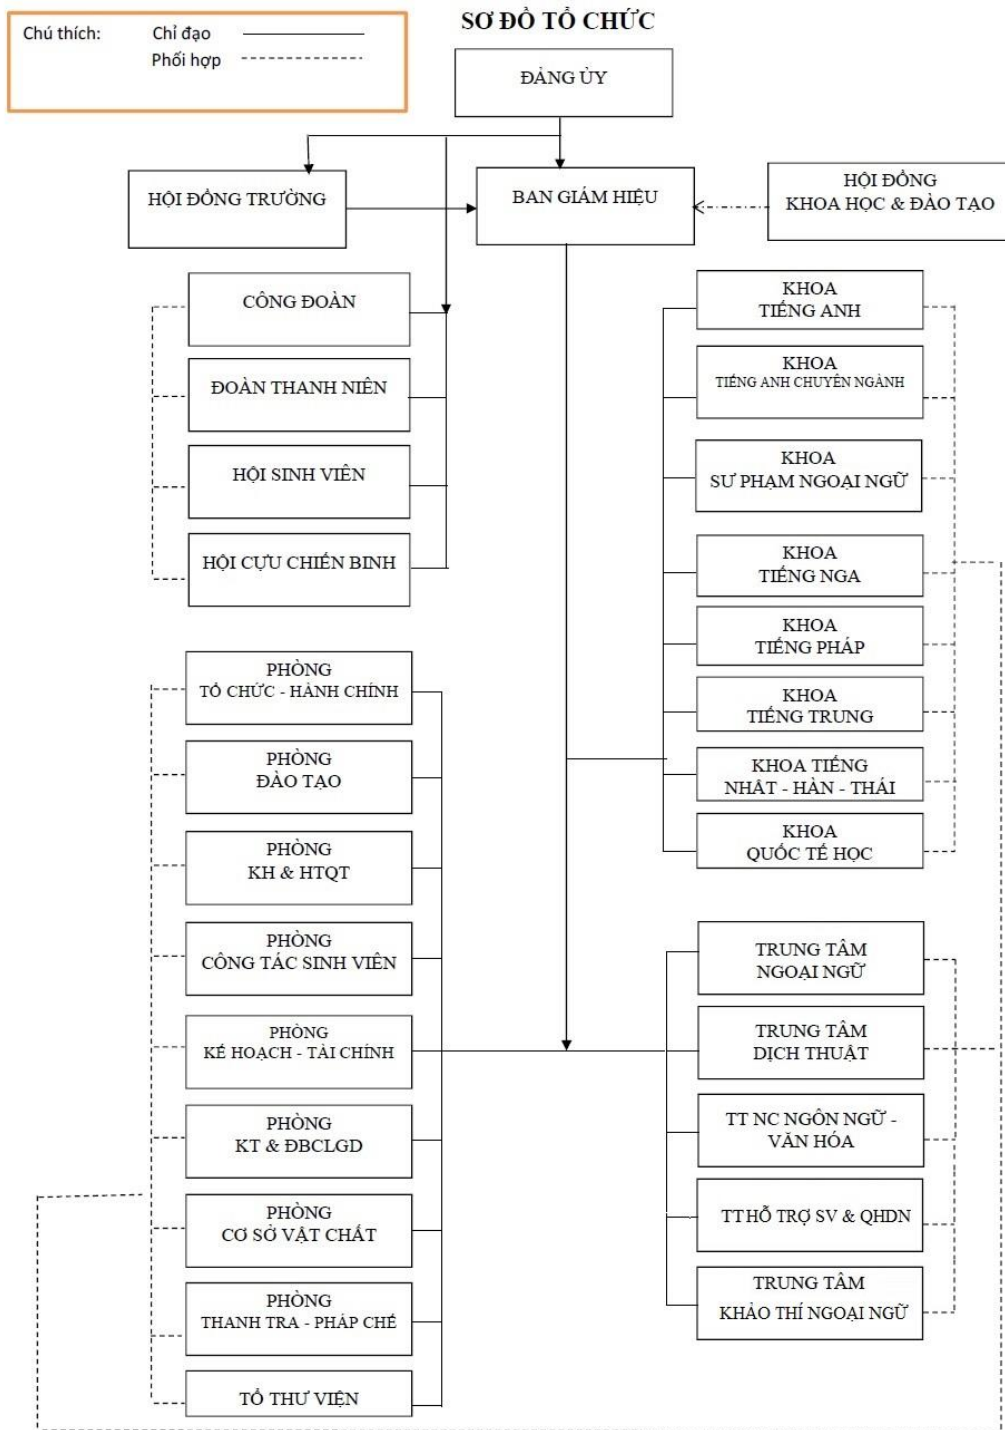 SƠ ĐỒ TỔ CHỨC
Chú thích: Chỉ đạo
Phối hợp
ĐẢNG ỦY
HỘI ĐỒNG TRƯỜNG
BAN GIÁM HIỆU
HỘI ĐỒNG
KHOA HỌC & ĐÀO TẠO
CÔNG ĐOÀN
ĐOÀN THANH NIÊN
HỘI SINH VIÊN
HỘI CỰU CHIẾN BINH
PHÒNG
TỔ CHỨC - HÀNH CHÍNH
PHÒNG
ĐÀO TẠO
PHÒNG
KH & HTQT
PHÒNG
CÔNG TÁC SINH VIÊN
PHÒNG
KẾ HOẠCH - TÀI CHÍNH
PHÒNG
KT & ĐBCLGD
PHÒNG
CƠ SỞ VẬT CHẤT
PHÒNG
THANH TRA - PHÁP CHẾ
TỔ THƯ VIỆN
KHOA
TIẾNG ANH
KHOA
TIẾNG ANH CHUYÊN NGÀNH
KHOA
SƯ PHẠM NGOẠI NGỮ
KHOA
TIẾNG NGA
KHOA
TIẾNG PHÁP
KHOA
TIẾNG TRUNG
KHOA TIẾNG
NHẬT - HÀN - THÁI
KHOA
QUỐC TẾ HỌC
TRUNG TÂM
NGOẠI NGỮ
TRUNG TÂM
DỊCH THUẬT
TT NC NGÔN NGỮ -
VĂN HÓA
TT HỖ TRỢ SV & QHDN
TRUNG TÂM
KHẢO THÍ NGOẠI NGỮ